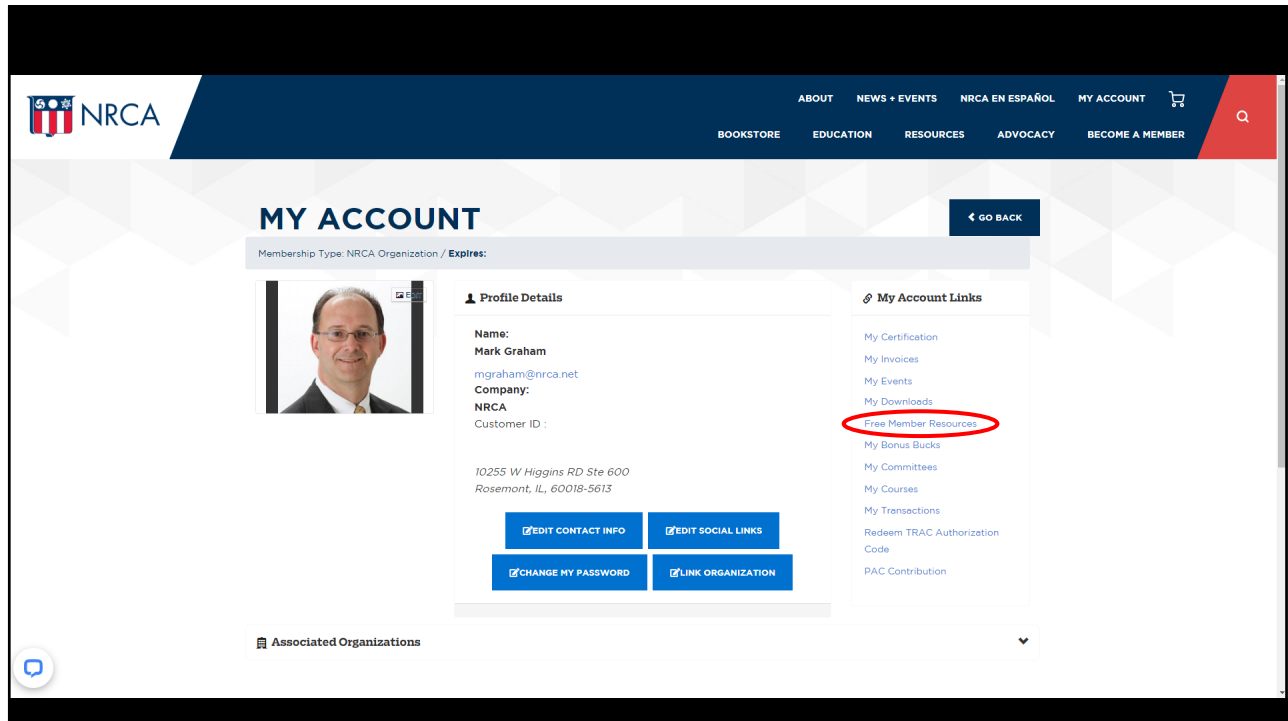 NRCA
ABOUT NEWS + EVENTS NRCA EN ESPAÑOL MY ACCOUNT
BOOKSTORE EDUCATION RESOURCES ADVOCACY BECOME A MEMBER
MY ACCOUNT
GO BACK
Membership Type: NRCA Organization / Expires:
EDIT
Profile Details
Name:
Mark Graham
mgraham@nrca.net
Company:
NRCA
Customer ID :
10255 W Higgins RD Ste 600
Rosemont, IL, 60018-5613
EDIT CONTACT INFO
EDIT SOCIAL LINKS
CHANGE MY PASSWORD
LINK ORGANIZATION
My Account Links
My Certification
My Invoices
My Events
My Downloads
Free Member Resources
My Bonus Bucks
My Committees
My Courses
My Transactions
Redeem TRAC Authorization
Code
PAC Contribution
Associated Organizations